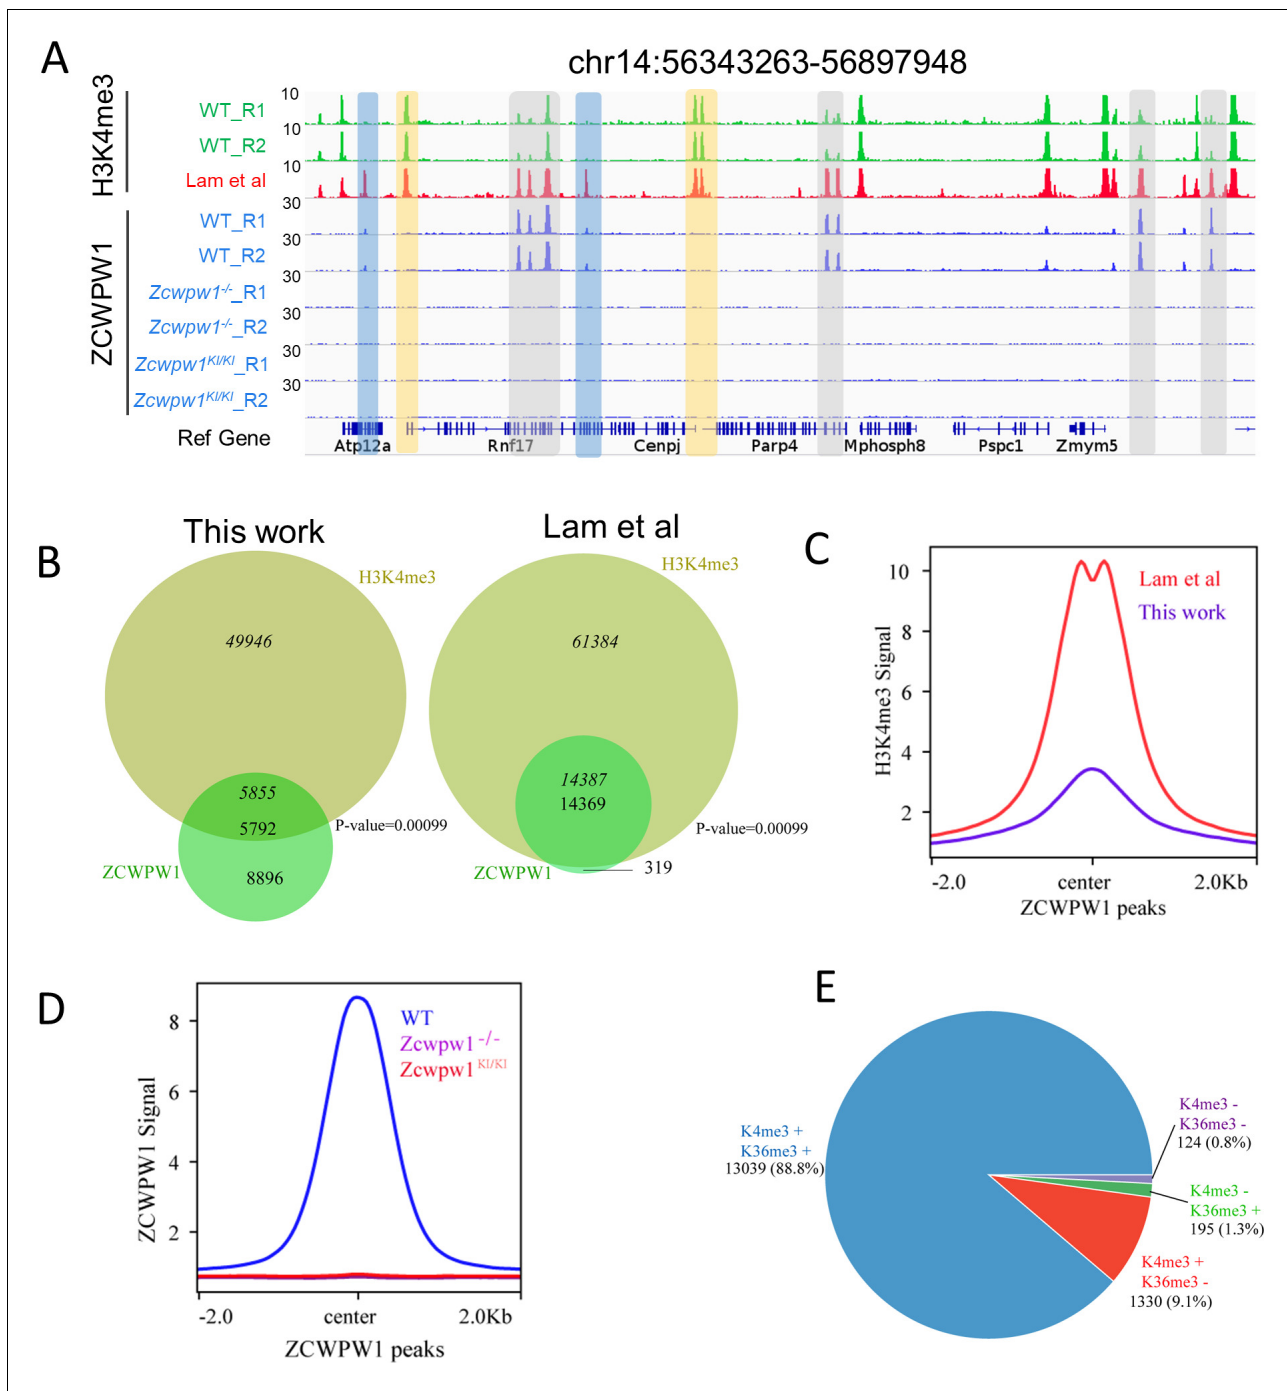 A
chr14:56343263-56897948
H3K4me3
10
WT_R1
10
WT_R2
10
Lam et al
30
ZCWPW1
WT_R1
30
WT_R2
30
Zcwpw1-/-_R1
30
Zcwpw1-/-_R2
30
Zcwpw1KI/KI_R1
30
Zcwpw1KI/KI_R2
Ref Gene
Atp12a Rnf17 Cenpj Parp4 Mphosph8 Pspc1 Zmym5
B
This work
H3K4me3
49946
5855
5792
P-value=0.00099
ZCWPW1
8896
Lam et al
H3K4me3
61384
14387
14369
P-value=0.00099
ZCWPW1
319
C
Lam et al
This work
H3K4me3 Signal
10
8
6
4
2
-2.0 center 2.0Kb
ZCWPW1 peaks
D
WT
Zcwpw1 -/-
Zcwpw1 KI/KI
ZCWPW1 Signal
8
6
4
2
-2.0 center 2.0Kb
ZCWPW1 peaks
E
K4me3 +
K36me3 +
13039 (88.8%)
K4me3 -
K36me3 -
124 (0.8%)
K4me3 -
K36me3 +
195 (1.3%)
K4me3 +
K36me3 -
1330 (9.1%)